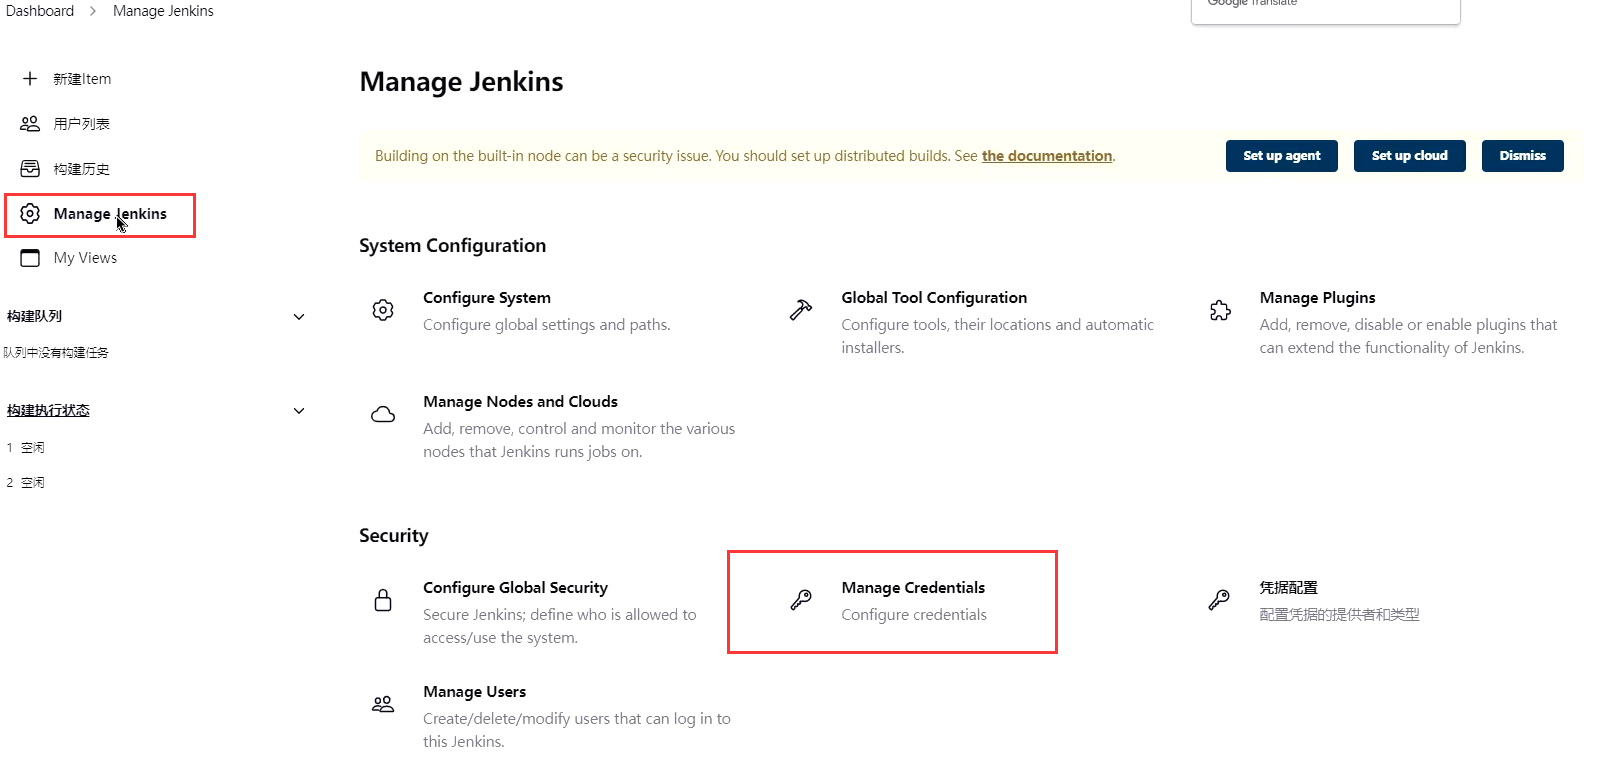 Dashboard > Manage Jenkins
Google Translate
新建Item
用户列表
构建历史
Manage Jenkins
My Views
构建队列
队列中没有构建任务
构建执行状态
1 空闲
2 空闲
Manage Jenkins
Building on the built-in node can be a security issue. You should set up distributed builds. See the documentation.
Set up agent
Set up cloud
Dismiss
System Configuration
Configure System
Configure global settings and paths.
Global Tool Configuration
Configure tools, their locations and automatic
installers.
Manage Plugins
Add, remove, disable or enable plugins that
can extend the functionality of Jenkins.
Manage Nodes and Clouds
Add, remove, control and monitor the various
nodes that Jenkins runs jobs on.
Security
Configure Global Security
Secure Jenkins; define who is allowed to
access/use the system.
Manage Credentials
Configure credentials
凭据配置
配置凭据的提供者和类型
Manage Users
Create/delete/modify users that can log in to
this Jenkins.